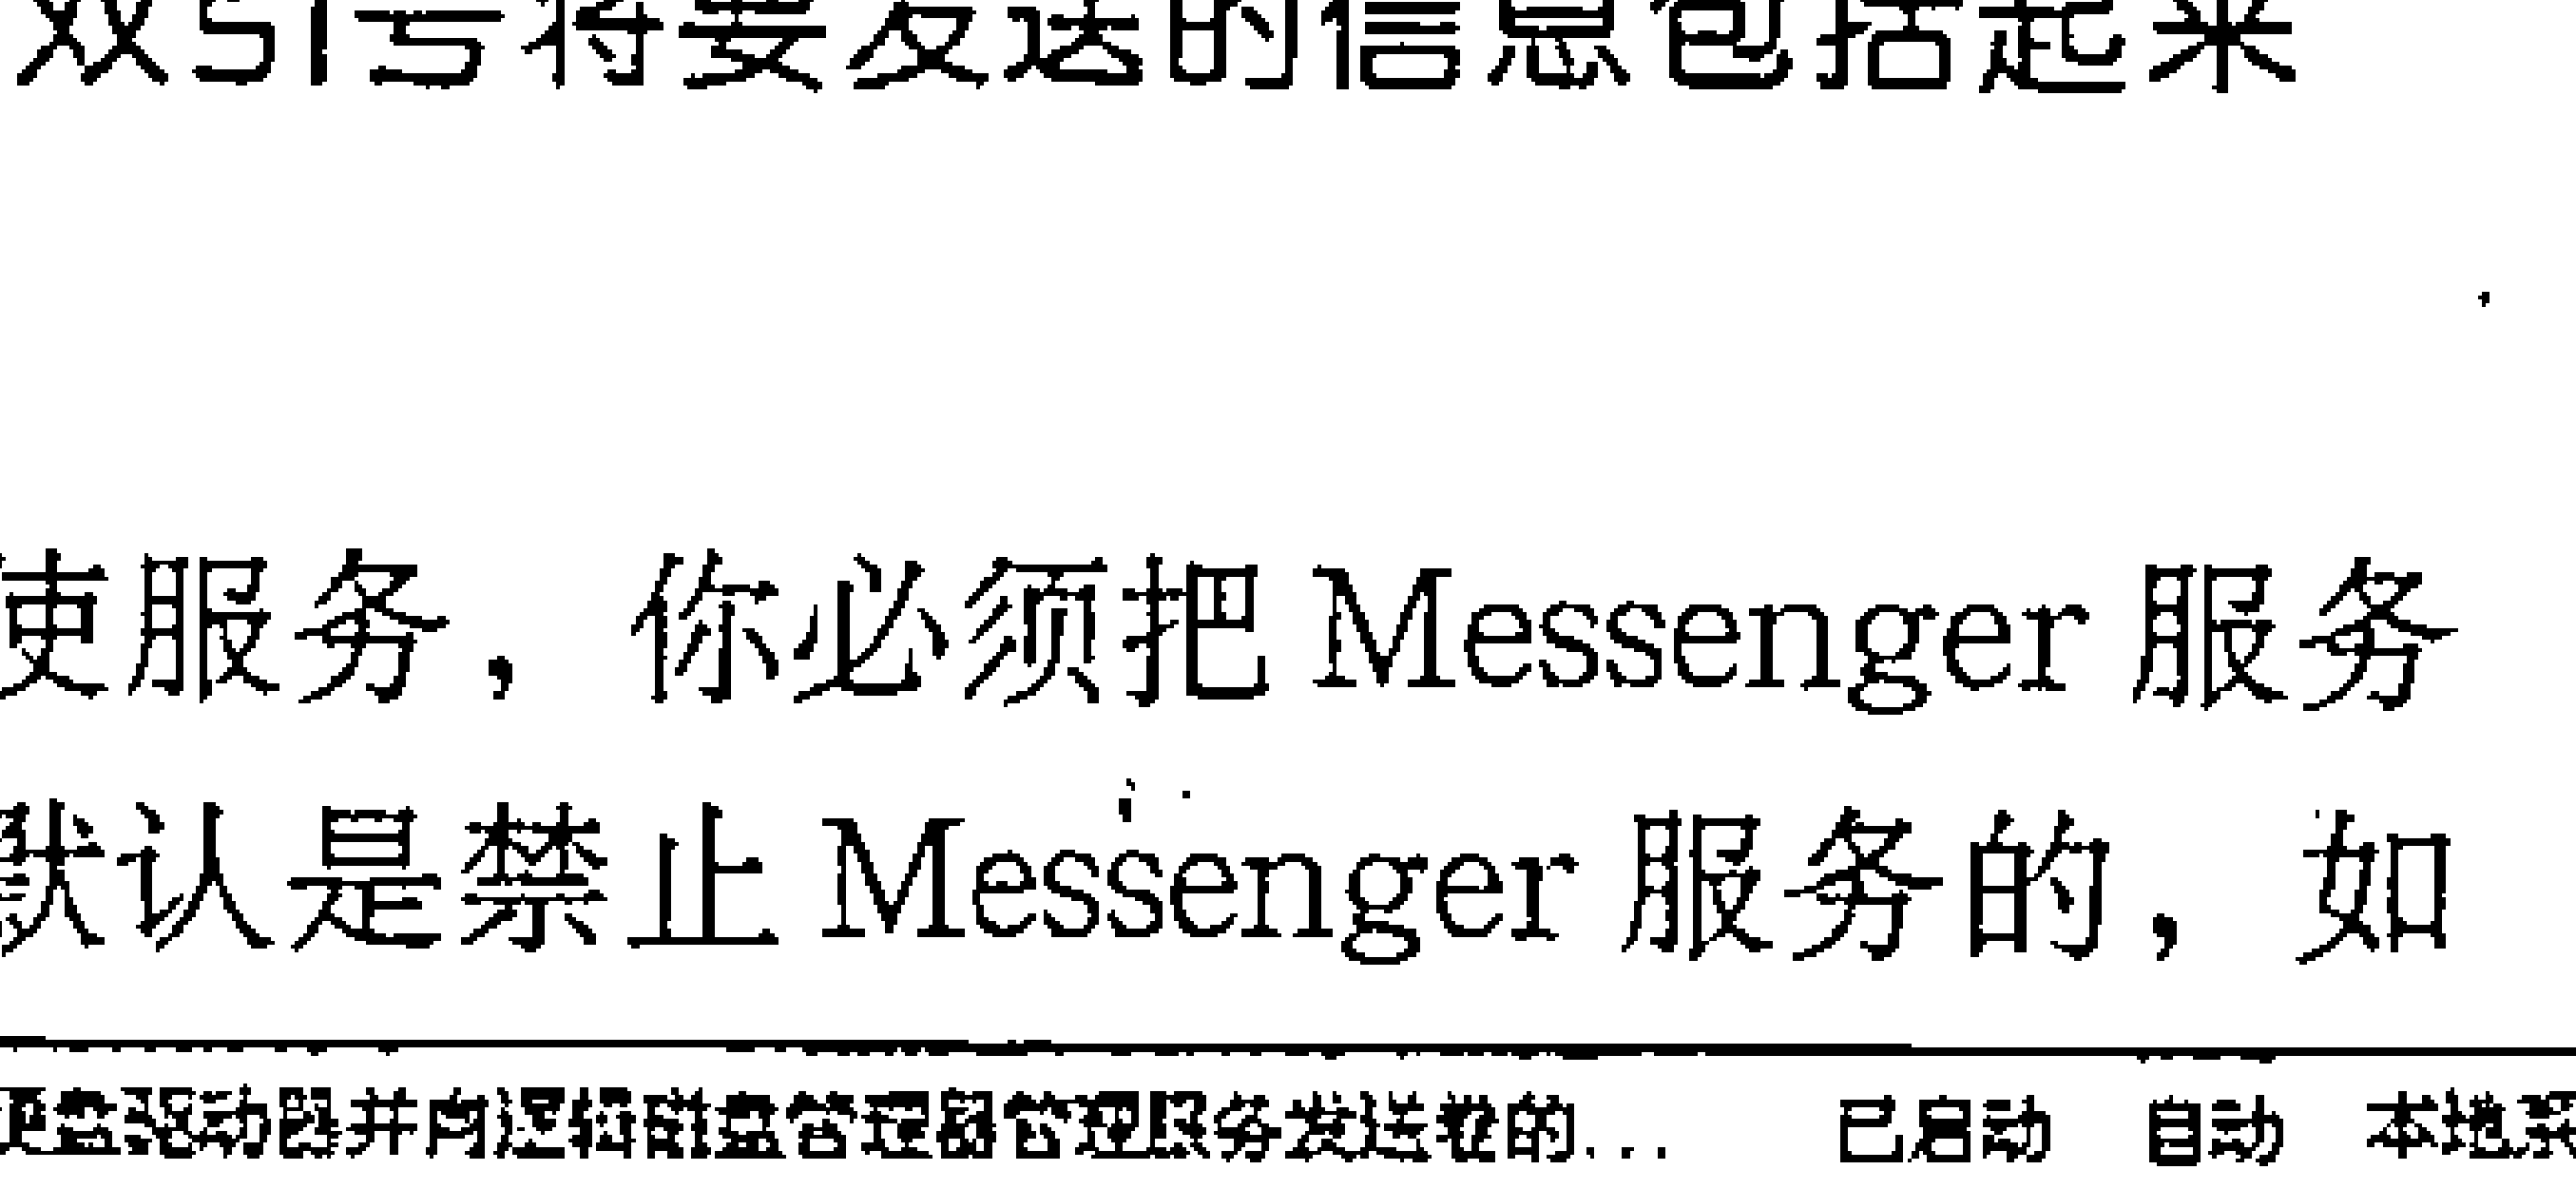 双引号将要发送的信息包括起来
使服务，你必须把 Messenger 服务
默认是禁止 Messenger 服务的，如
硬盘驱动器并向逻辑磁盘管理器管理服务发送卷的... 已启动 自动 本地系